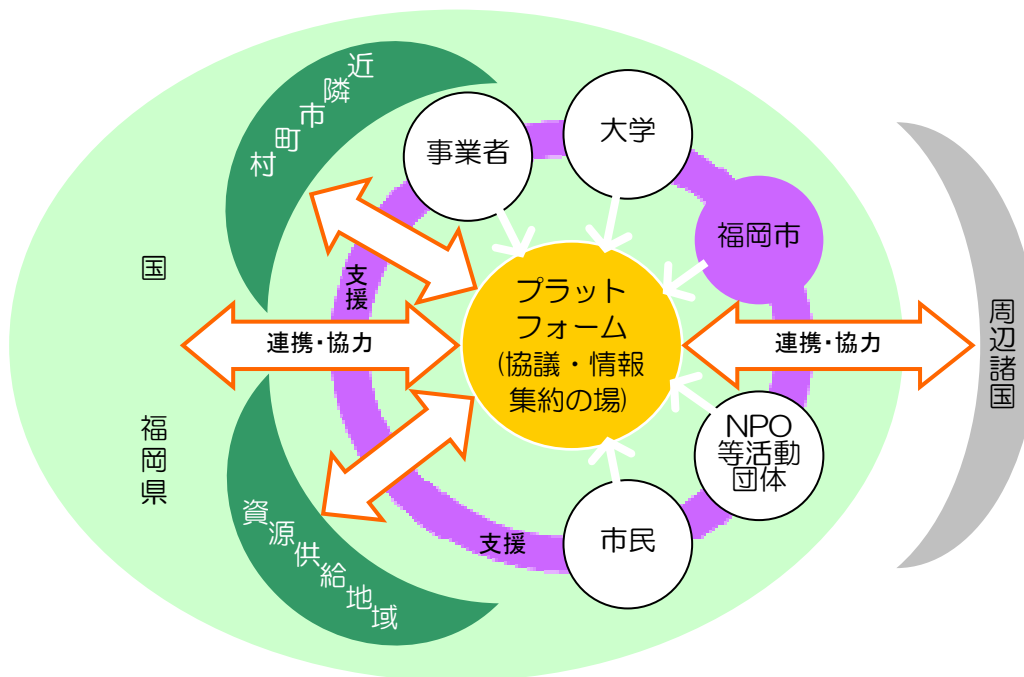 近隣市町村
事業者
大学
福岡市
国
支援
プラット
フォーム
(協議・情報
集約の場)
連携・協力
連携・協力
周辺諸国
福岡県
NPO
等活動
団体
資源供給地域
支援
市民